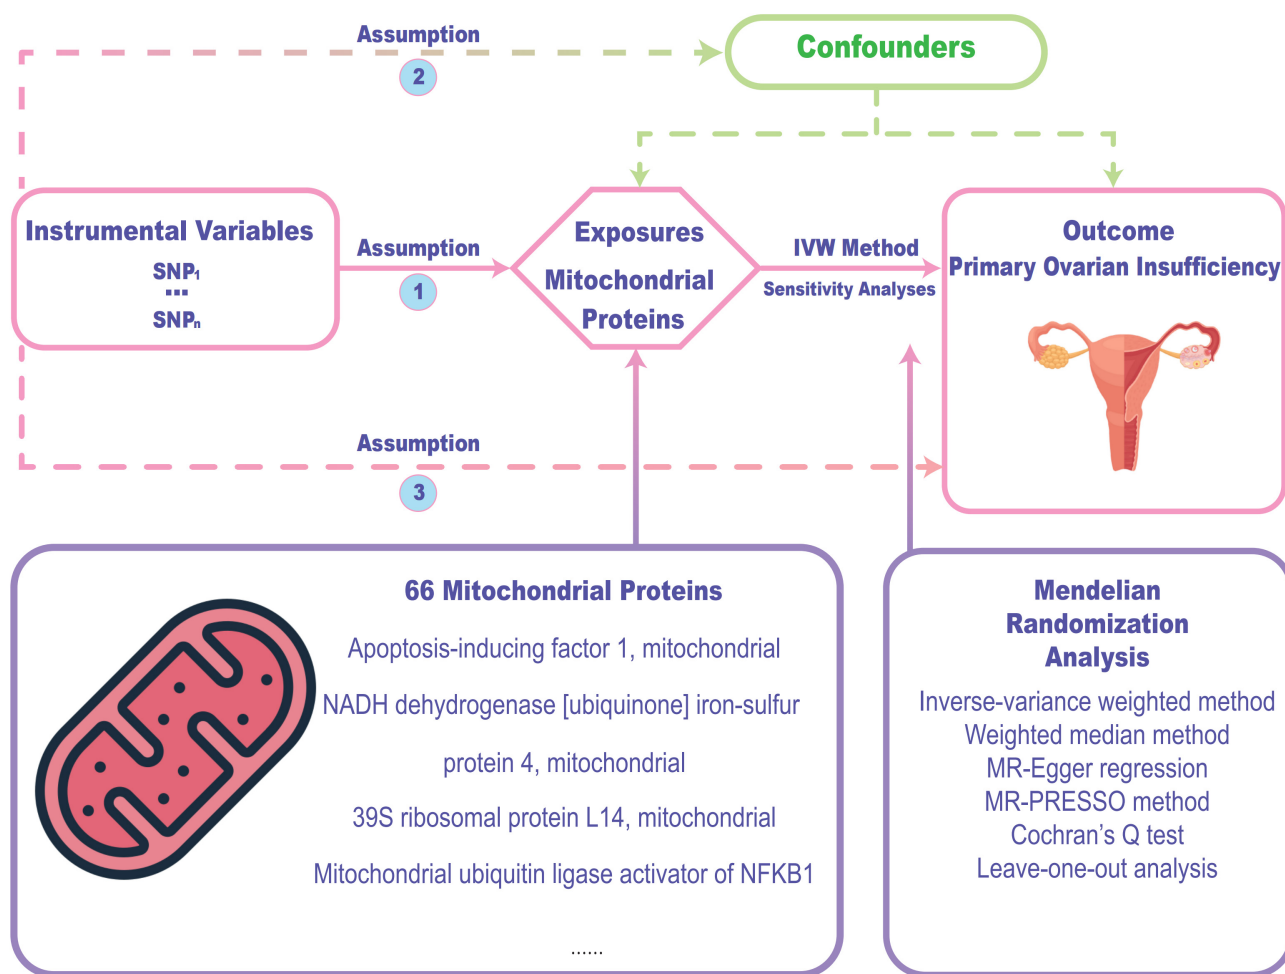 Assumption
2
Confounders
Instrumental Variables
SNP1
...
SNPn
Assumption
1
Exposures
Mitochondrial
Proteins
IVW Method
Sensitivity Analyses
Outcome
Primary Ovarian Insufficiency
Assumption
3
66 Mitochondrial Proteins
Apoptosis-inducing factor 1, mitochondrial
NADH dehydrogenase [ubiquinone] iron-sulfur
protein 4, mitochondrial
39S ribosomal protein L14, mitochondrial
Mitochondrial ubiquitin ligase activator of NFKB1
......
Mendelian
Randomization
Analysis
Inverse-variance weighted method
Weighted median method
MR-Egger regression
MR-PRESSO method
Cochran’s Q test
Leave-one-out analysis